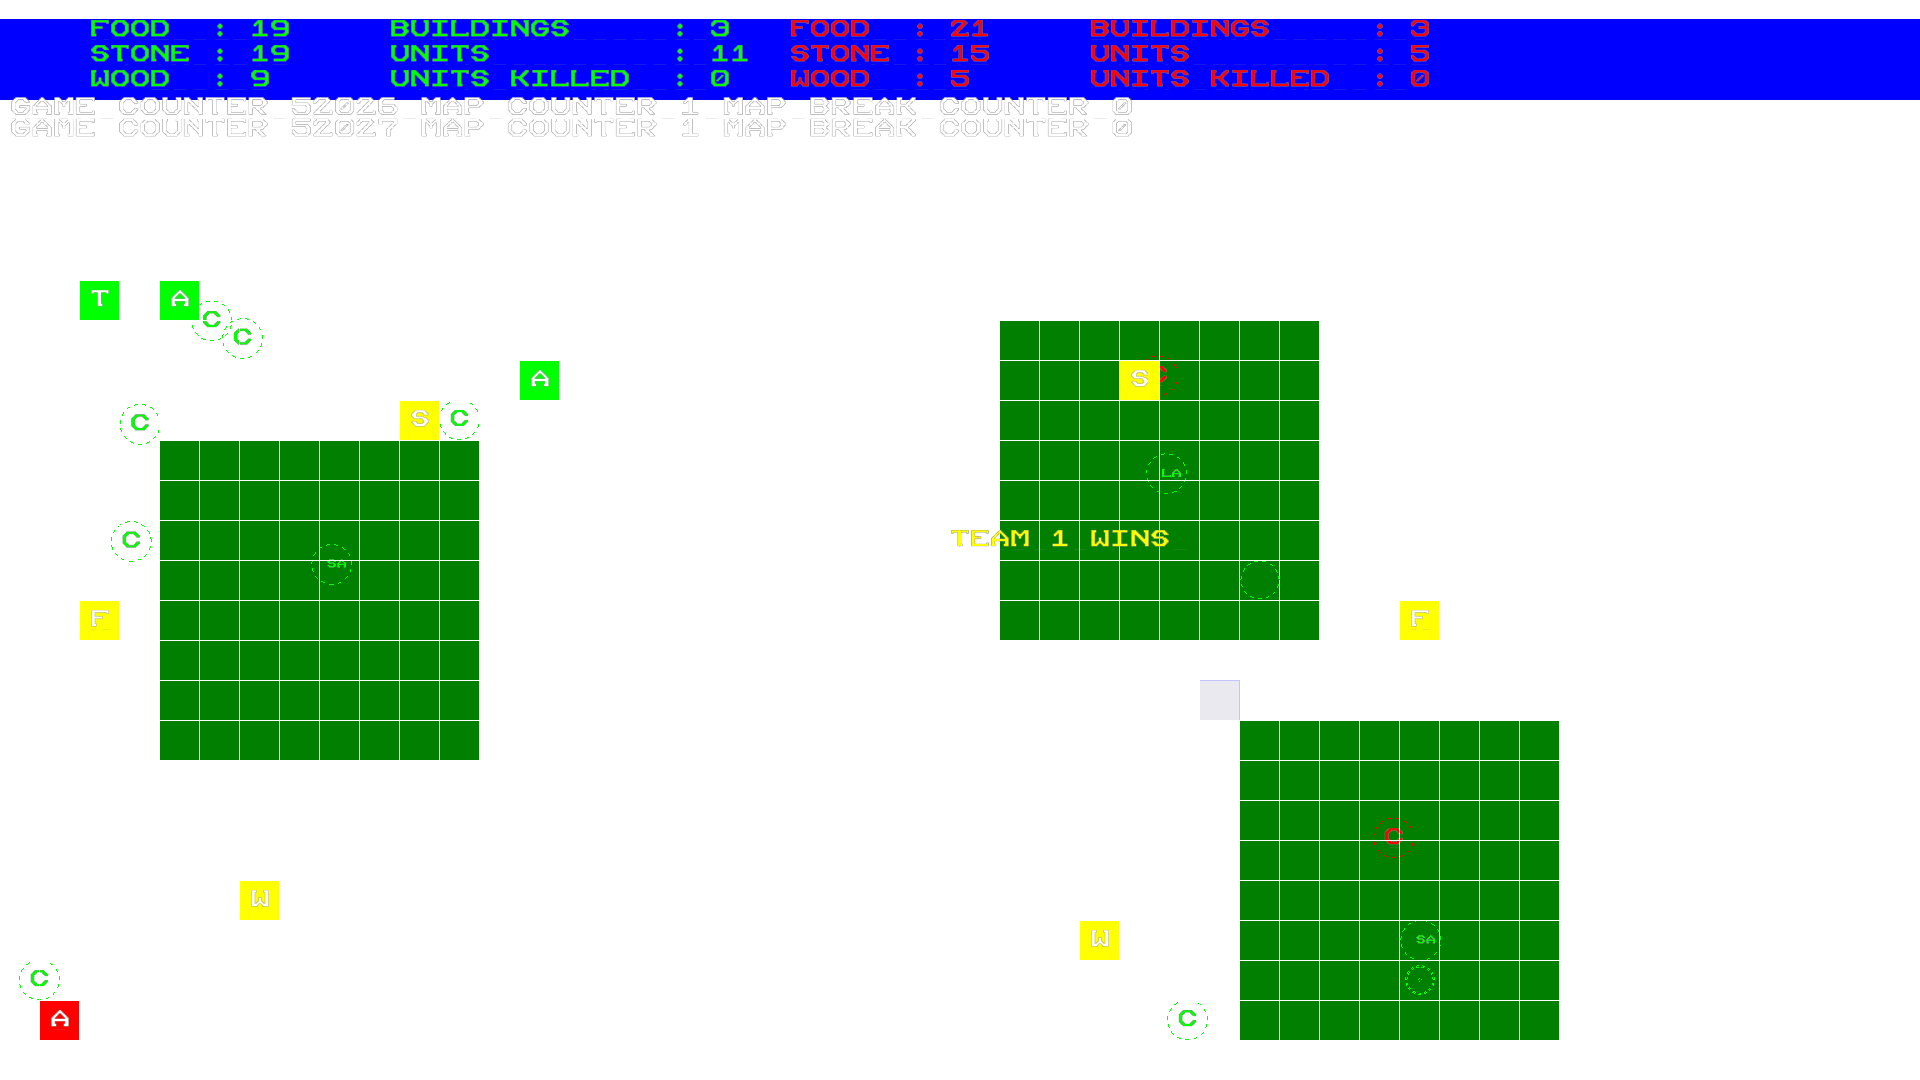 FOOD : 19 BUILDINGS : 3 FOOD : 21 BUILDINGS : 3
STONE : 19 UNITS : 11 STONE : 15 UNITS : 5
WOOD : 9 UNITS KILLED : 0 WOOD : 5 UNITS KILLED : 0
GAME COUNTER 52026 MAP COUNTER 1 MAP BREAK COUNTER 0
GAME COUNTER 52027 MAP COUNTER 1 MAP BREAK COUNTER 0
T A
C
C
A
S C
C
S C
LA
C
TEAM 1 WINS
SA
F
F
C
W
W
SA
C
A
C